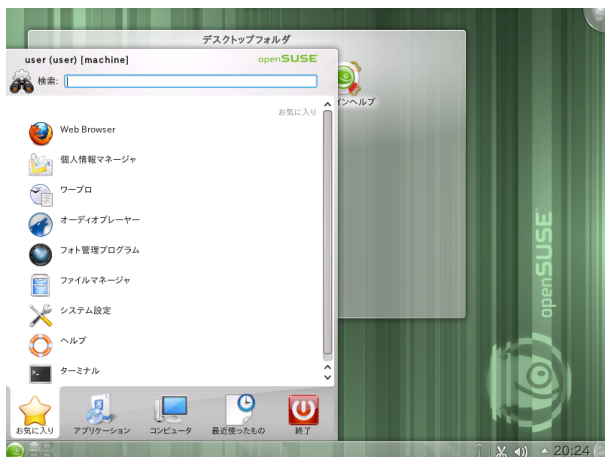 デスクトップフォルダ
user (user) [machine]
openSUSE
検索:
インヘルプ
お気に入り
Web Browser
個人情報マネージャ
ワープロ
オーディオプレーヤー
フォト管理プログラム
ファイルマネージャ
システム設定
ヘルプ
ターミナル
お気に入り
アプリケーション
コンピュータ
最近使ったもの
終了
openSUSE
20:24